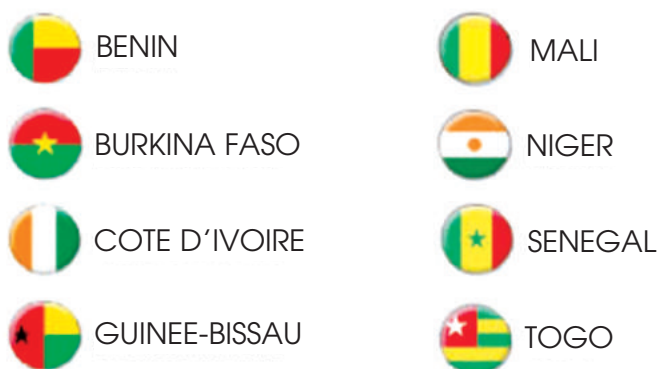 BENIN
BURKINA FASO
COTE D'IVOIRE
GUINEE-BISSAU
MALI
NIGER
SENEGAL
TOGO